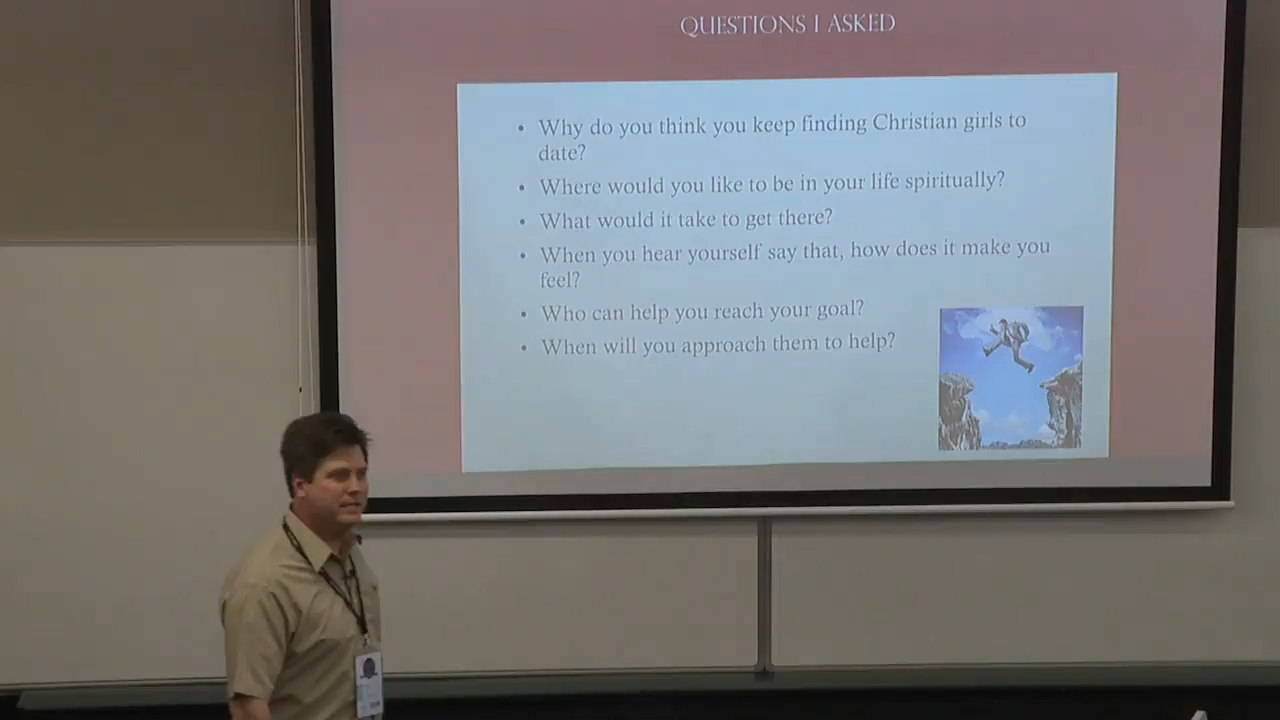 QUESTIONS I ASKED
• Why do you think you keep finding Christian girls to
date?
• Where would you like to be in your life spiritually?
• What would it take to get there?
• When you hear yourself say that, how does it make you
feel?
• Who can help you reach your goal?
• When will you approach them to help?